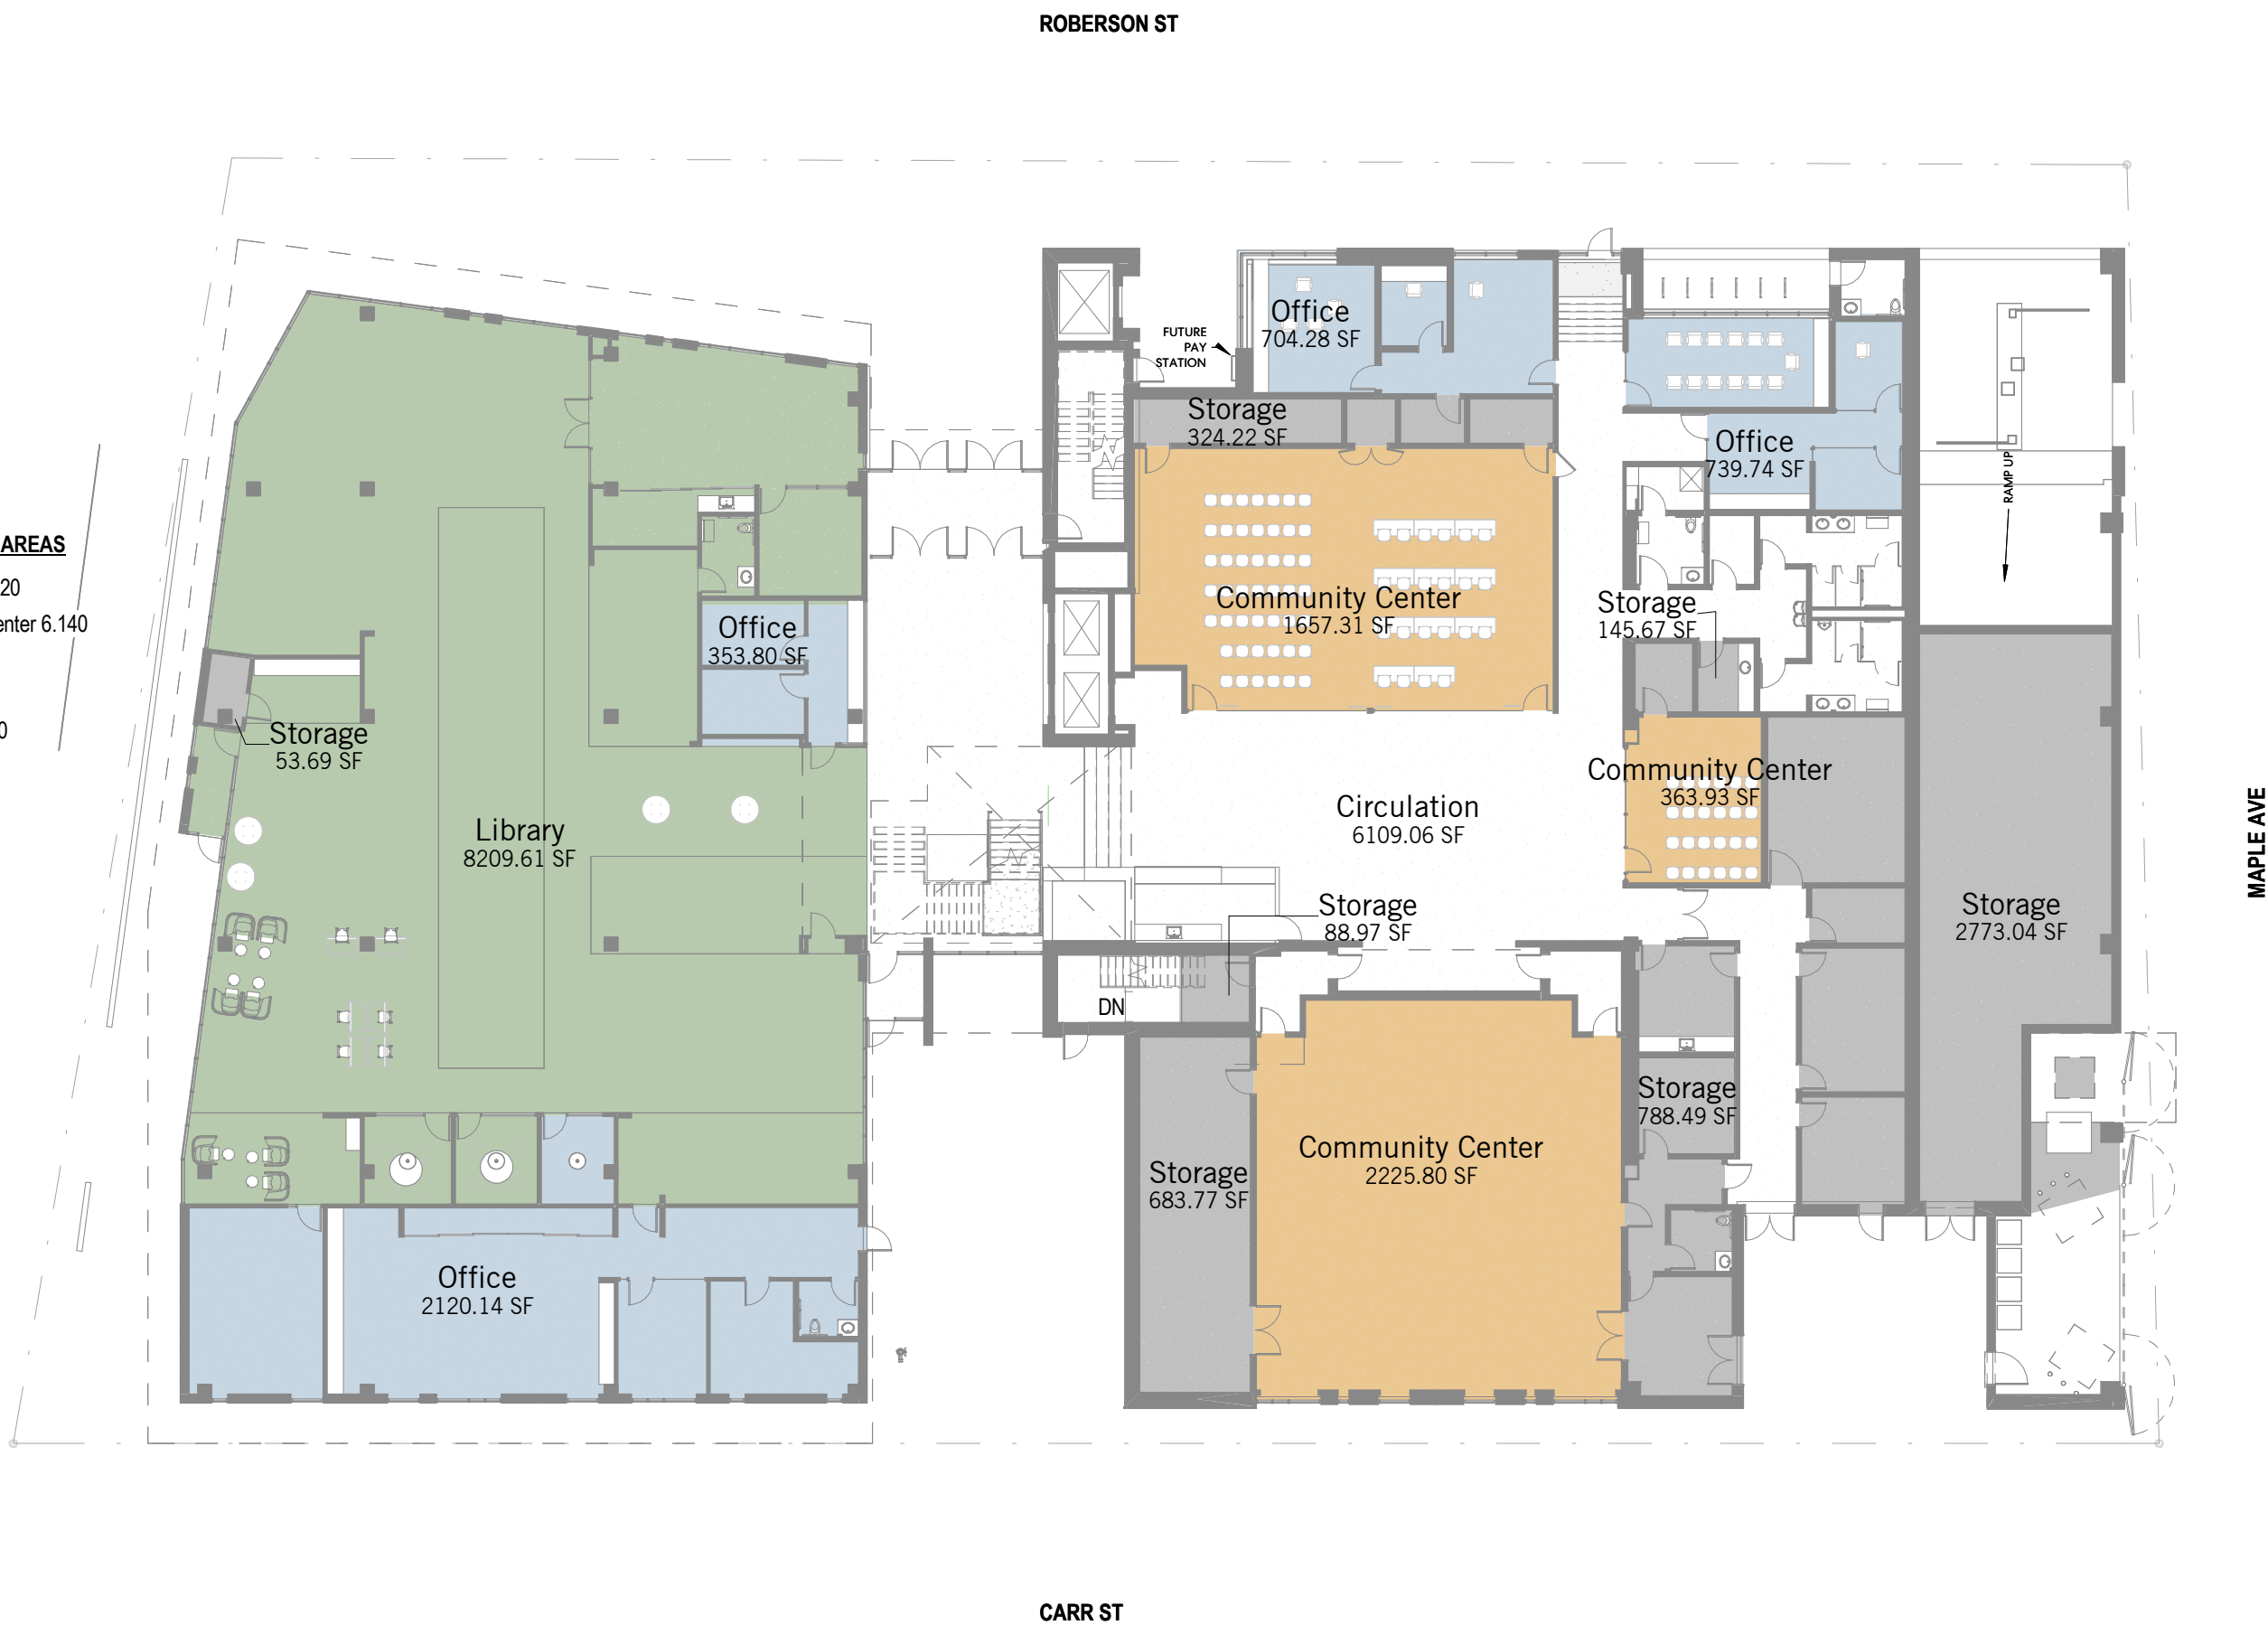 ROBERSON ST
FUTURE
PAY
STATION
Office
704.28 SF
Storage
324.22 SF
Office
739.74 SF
RAMP UP
AREAS
20
enter 6.140
0
Community Center
1657.31 SF
Storage
145.67 SF
Office
353.80 SF
Storage
53.69 SF
Library
8209.61 SF
Circulation
6109.06 SF
Community Center
363.93 SF
MAPLE AVE
Storage
88.97 SF
Storage
2773.04 SF
DN
Storage
788.49 SF
Community Center
2225.80 SF
Storage
683.77 SF
Office
2120.14 SF
CARR ST